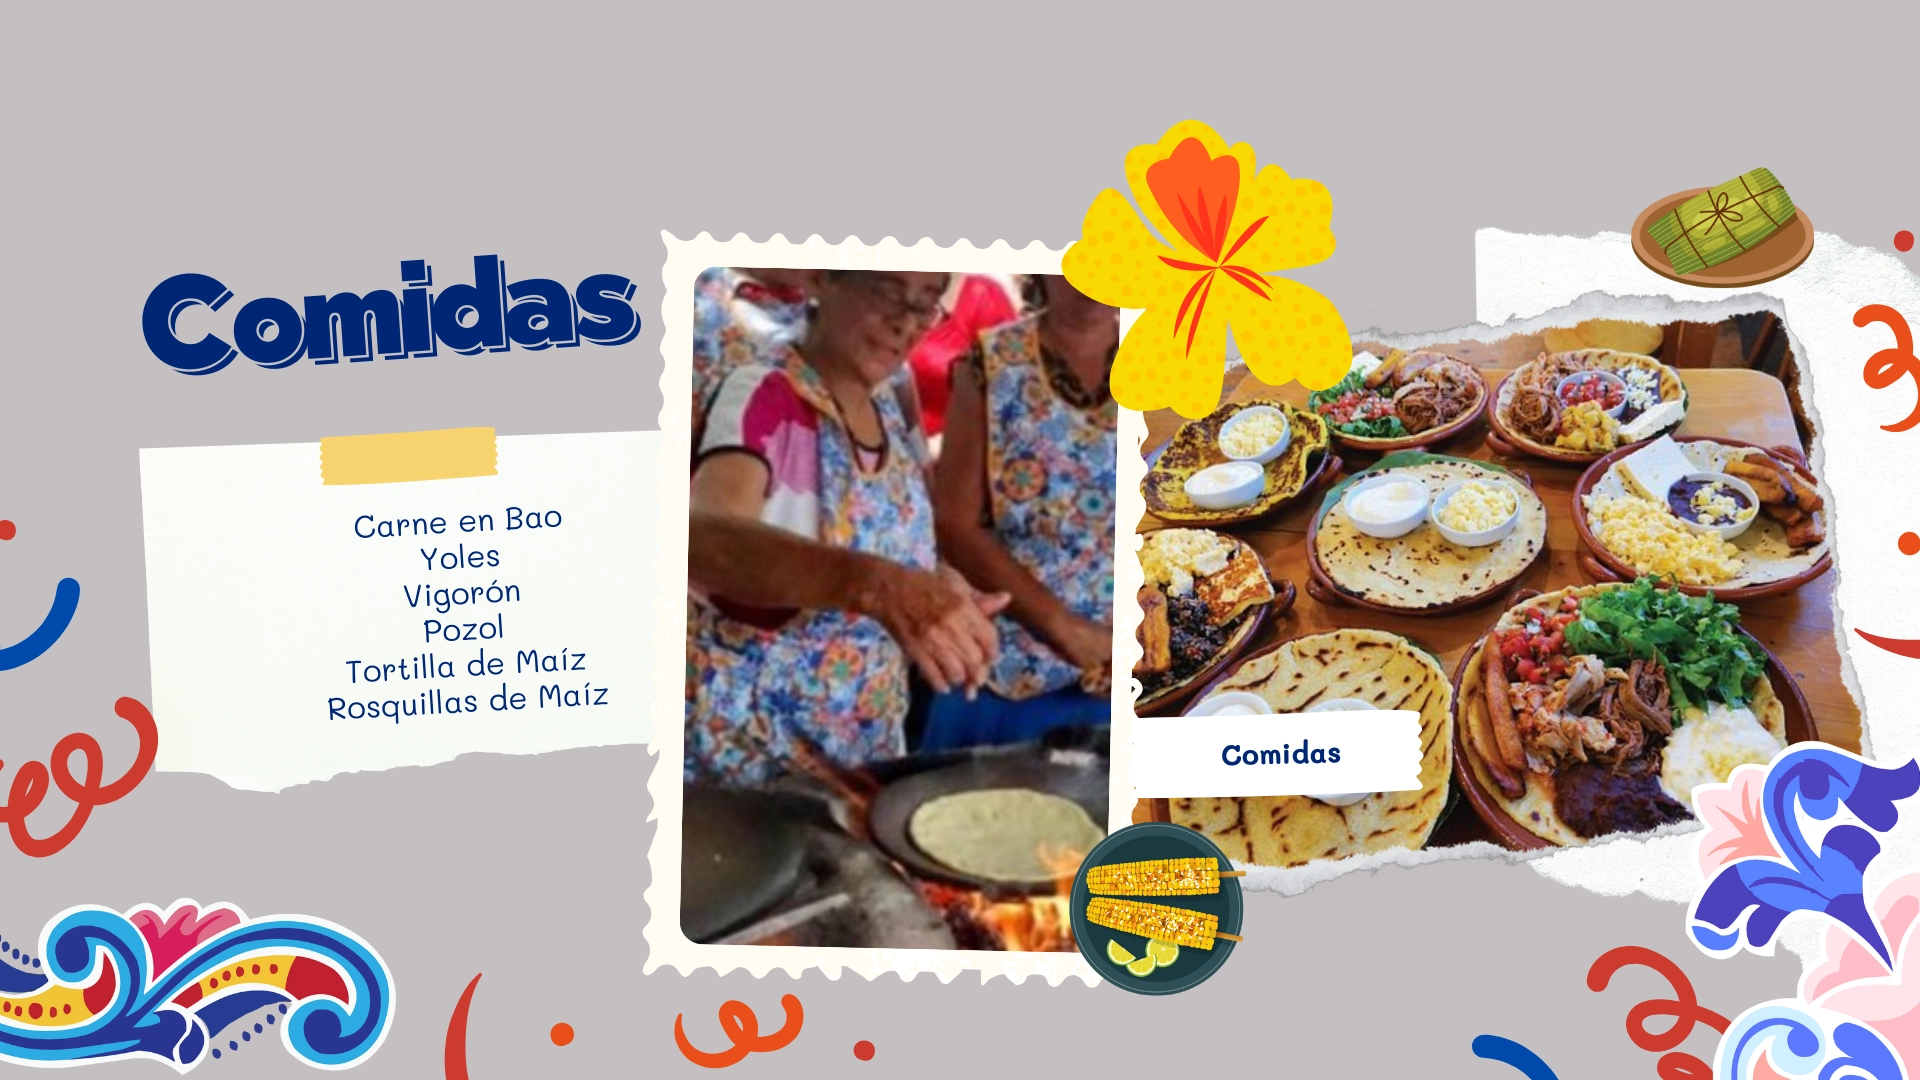 Comidas
Carne en Bao
Yoles
Vigorón
Pozol
Tortilla de Maíz
Rosquillas de Maíz
Comidas